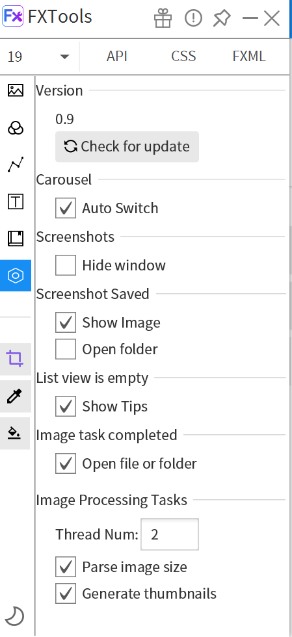 Fx FXTools
19 API CSS FXML
Version
0.9
Check for update
Carousel
Auto Switch
Screenshots
Hide window
Screenshot Saved
Show Image
Open folder
List view is empty
Show Tips
Image task completed
Open file or folder
Image Processing Tasks
Thread Num: 2
Parse image size
Generate thumbnails